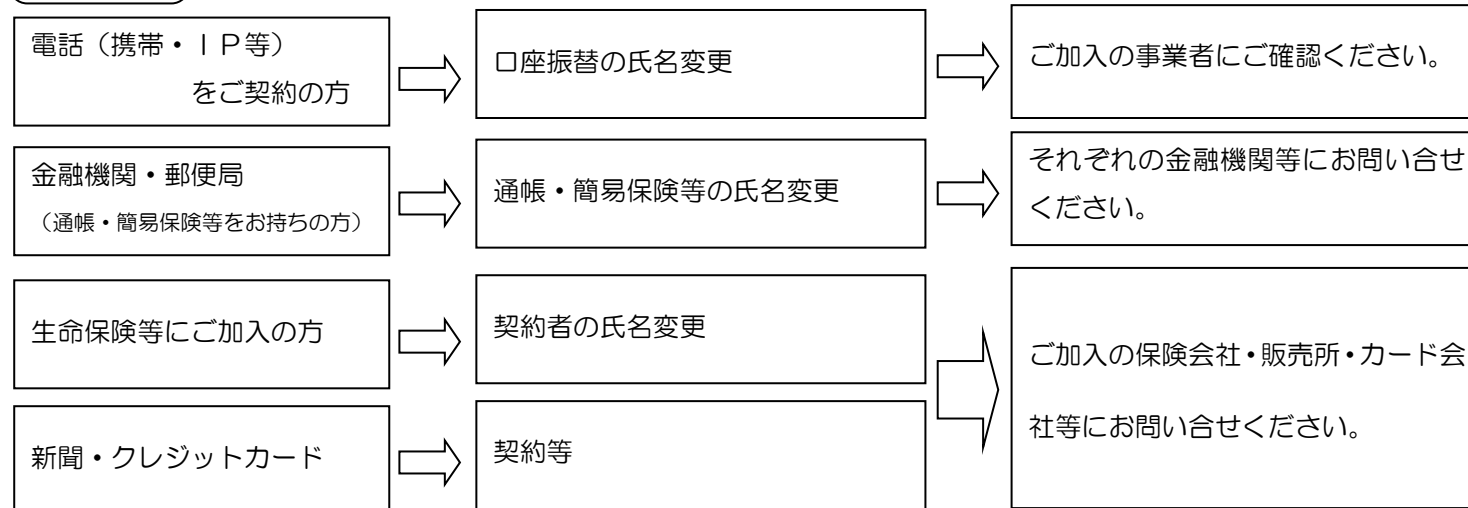 電話（携帯・ＩＰ等）
をご契約の方
口座振替の氏名変更
ご加入の事業者にご確認ください。
金融機関・郵便局
（通帳・簡易保険等をお持ちの方）
通帳・簡易保険等の氏名変更
それぞれの金融機関等にお問い合せ
ください。
生命保険等にご加入の方
契約者の氏名変更
ご加入の保険会社・販売所・カード会
社等にお問い合せください。
新聞・クレジットカード
契約等